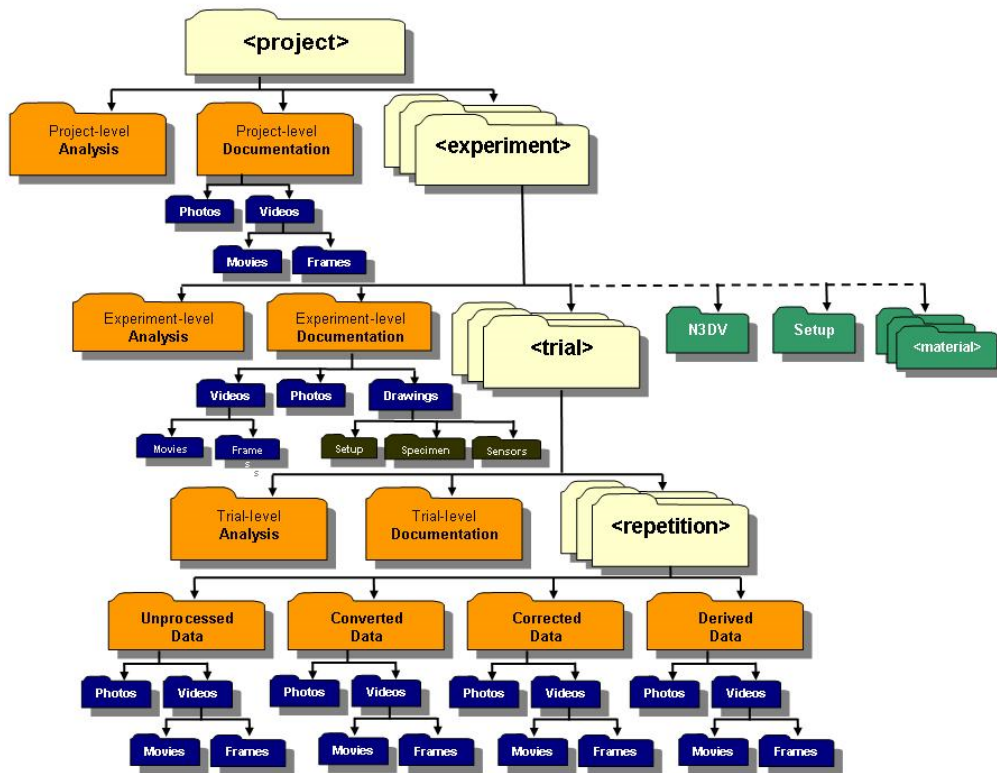 <project>
Project-level
Analysis
Project-level
Documentation
<experiment>
Photos
Videos
Movies
Frames
Experiment-level
Analysis
Experiment-level
Documentation
<trial>
N3DV
Setup
<material>
Videos
Photos
Drawings
Movies
Frame
s
s
Setup
Specimen
Sensors
Trial-level
Analysis
Trial-level
Documentation
<repetition>
Unprocessed
Data
Converted
Data
Corrected
Data
Derived
Data
Photos
Videos
Photos
Videos
Photos
Videos
Photos
Videos
Movies
Frames
Movies
Frames
Movies
Frames
Movies
Frames